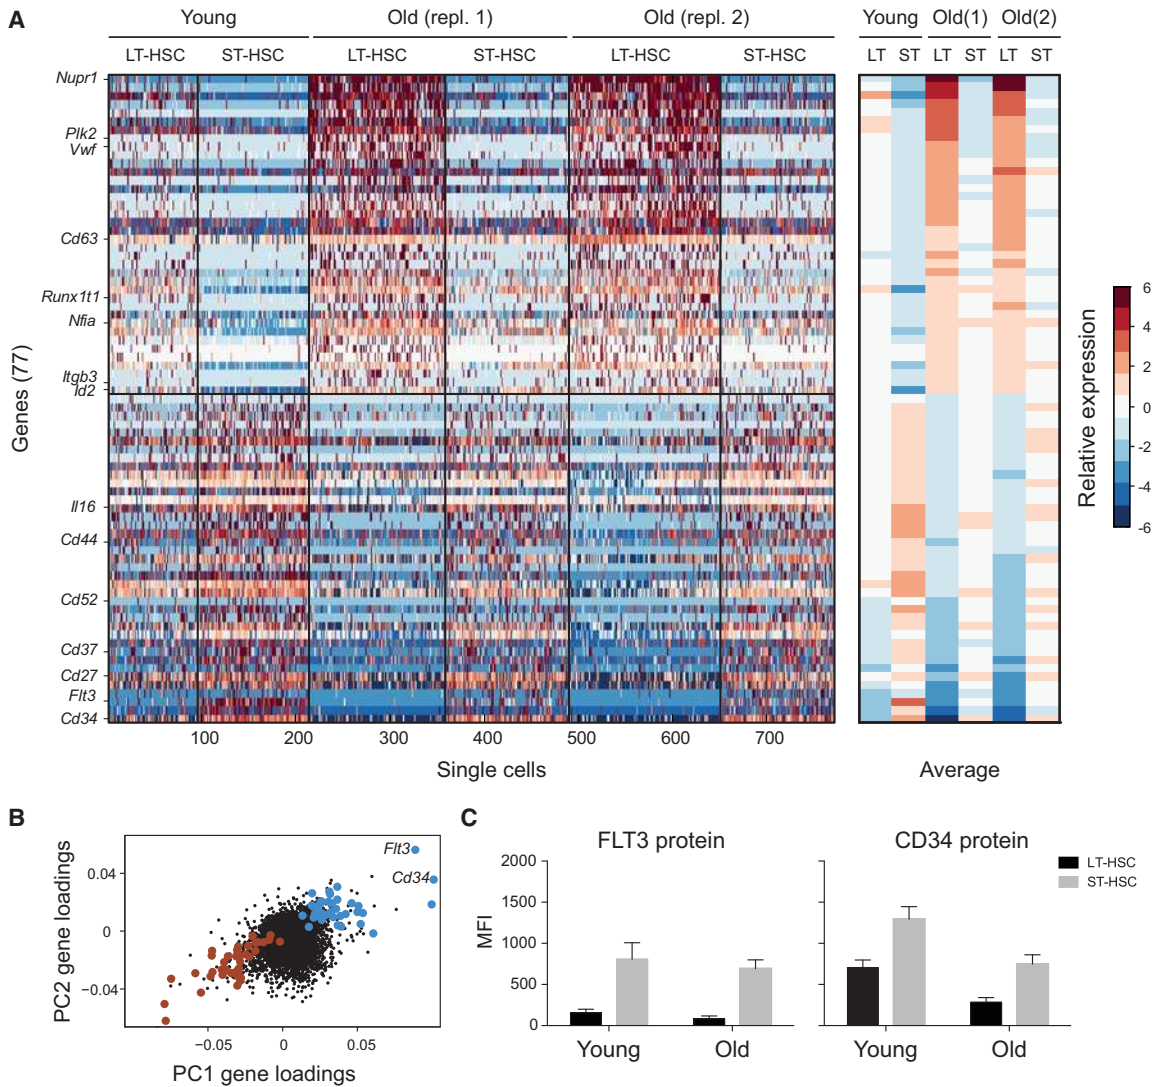 A
Young Old (repl. 1) Old (repl. 2) Young Old(1) Old(2)
LT-HSC ST-HSC LT-HSC ST-HSC LT-HSC ST-HSC LT ST LT ST LT ST
Genes (77)
Nupr1
Plk2
Vwf
Cd63
Runx1t1
Nfia
Itgb3
Id2
Il16
Cd44
Cd52
Cd37
Cd27
Flt3
Cd34
100 200 300 400 500 600 700
Single cells
Average
Relative expression
6
4
2
0
-2
-4
-6
B
PC2 gene loadings
0.04
0
−0.04
Flt3
Cd34
−0.05 0 0.05
PC1 gene loadings
C
FLT3 protein CD34 protein
MFI
2000
1500
1000
500
0
Young Old Young Old
LT-HSC
ST-HSC